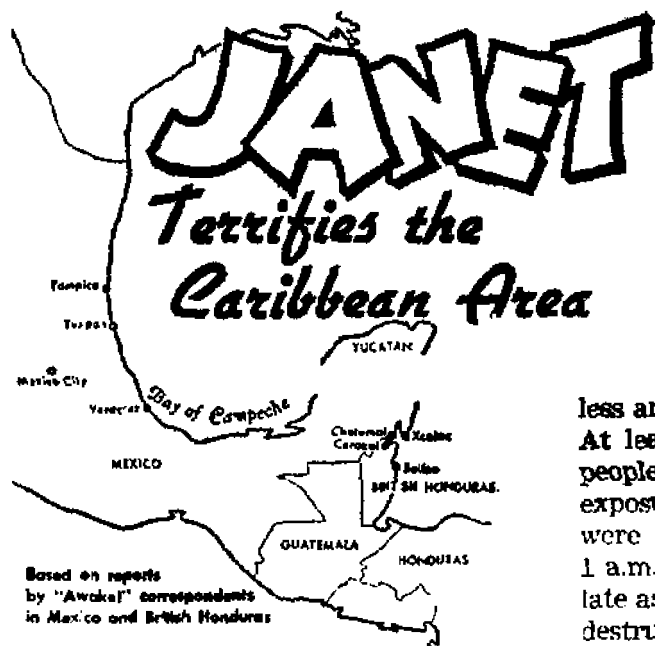 JANET
Terrifies the
Caribbean Area
Tampico
Tuxpan
Mexico City
Veracruz
Bay of Campeche
YUCATAN
MEXICO
Chetumal
Xcalac
Corozal
Belize
BRITISH HONDURAS.
GUATEMALA
HONDURAS
Based on reports
by "Awake!" correspondents
in Mexico and British Honduras
less an
At lea
people
exposu
were
1 a.m.
late as
destru